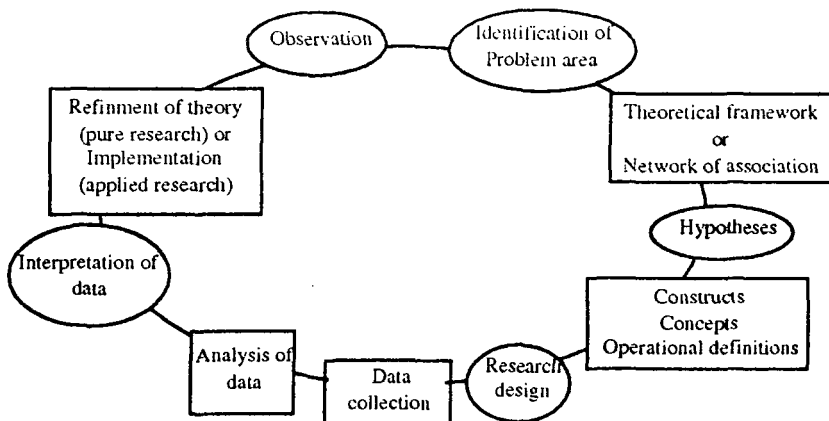 Observation
Identification of
Problem area
Theoretical framework
or
Network of association
Hypotheses
Constructs
Concepts
Operational definitions
Research
design
Data
collection
Analysis of
data
Interpretation of
data
Refinment of theory
(pure research) or
Implementation
(applied research)